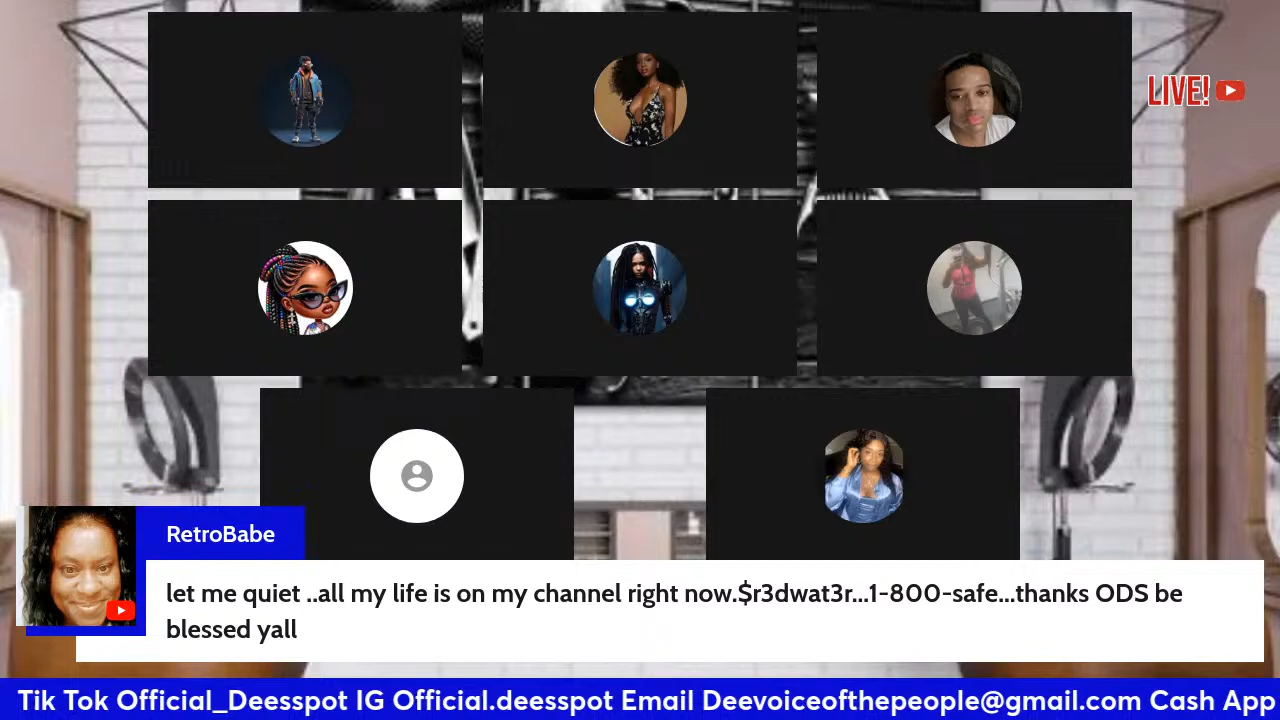 LIVE!
RetroBabe
let me quiet ..all my life is on my channel right now.$r3dwat3r...1-800-safe...thanks ODS be
blessed yall
Tik Tok Official_Deesspot IG Official.deesspot Email Deevoiceofthepeople@gmail.com Cash App